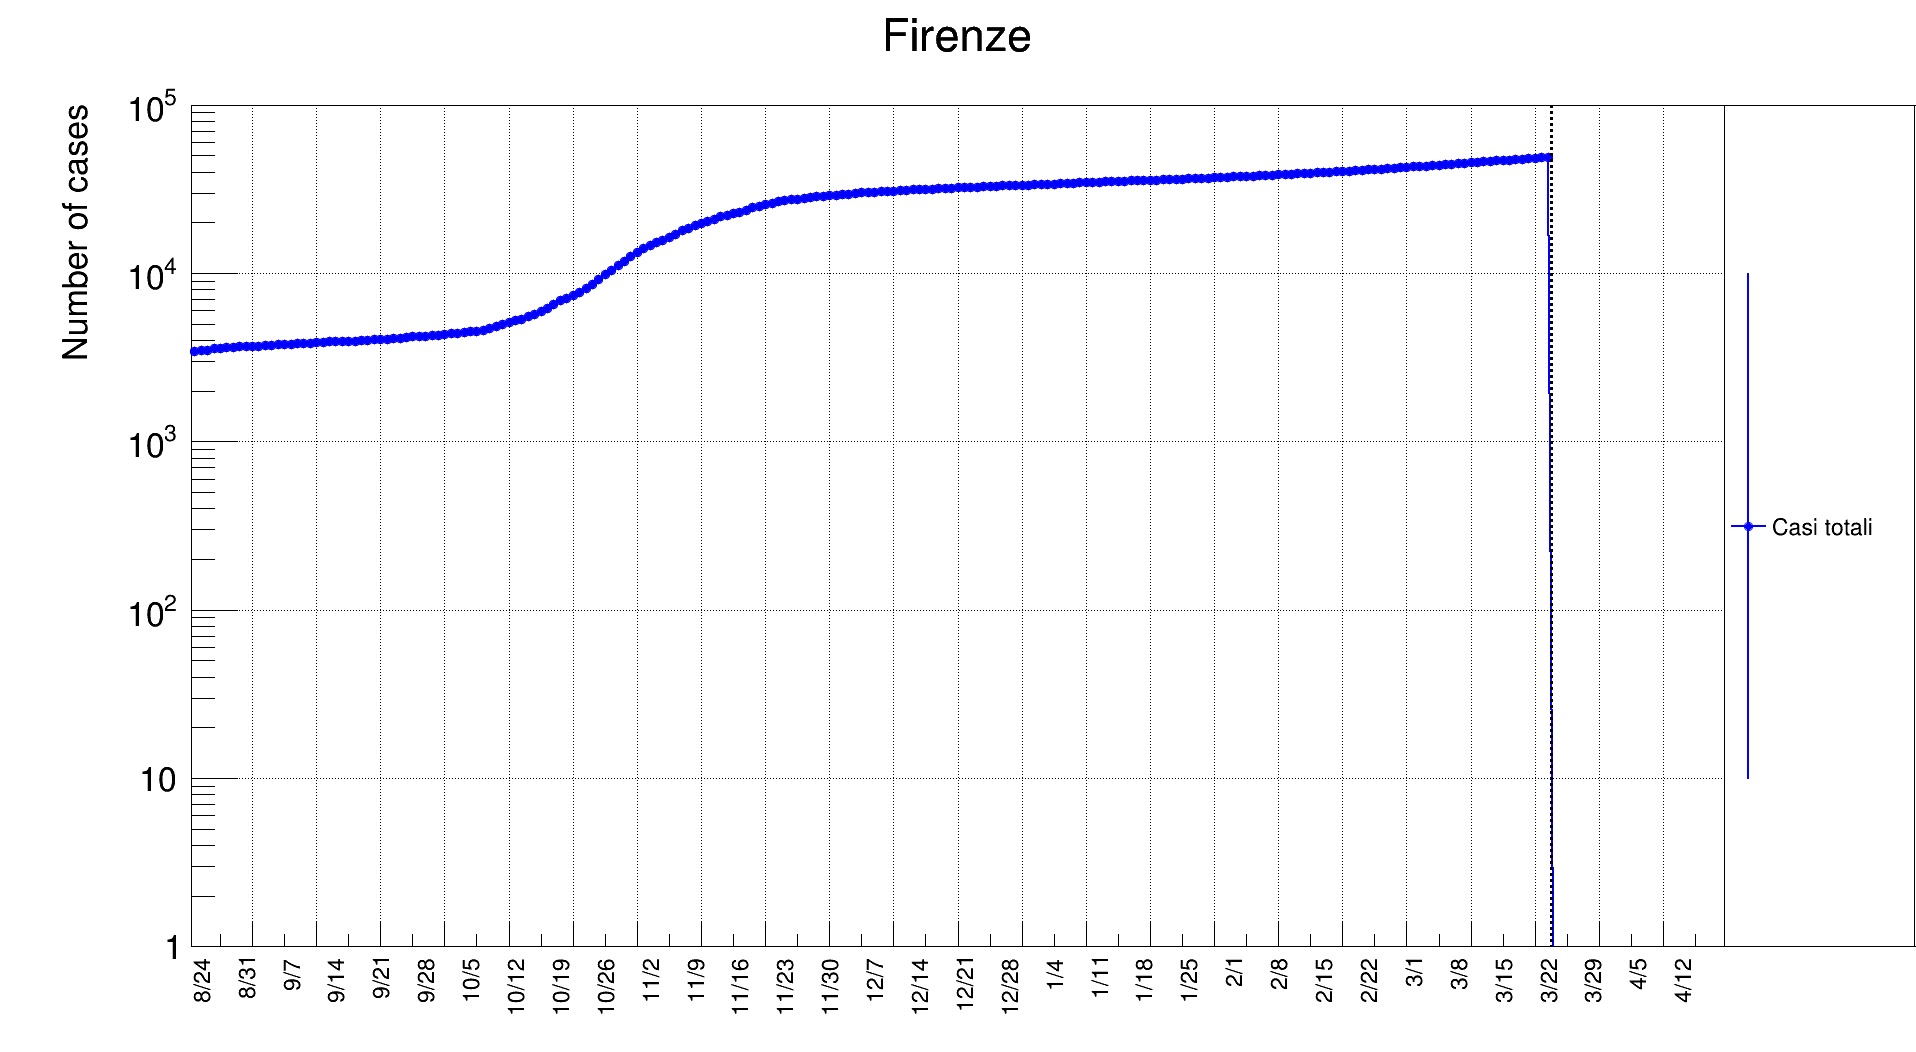 Firenze
Number of cases
10^5
10^4
10^3
10^2
10
1
8/24 8/31 9/7 9/14 9/21 9/28 10/5 10/12 10/19 10/26 11/2 11/9 11/16 11/23 11/30 12/7 12/14 12/21 12/28 1/4 1/11 1/18 1/25 2/1 2/8 2/15 2/22 3/1 3/8 3/15 3/22 3/29 4/5 4/12
Casi totali